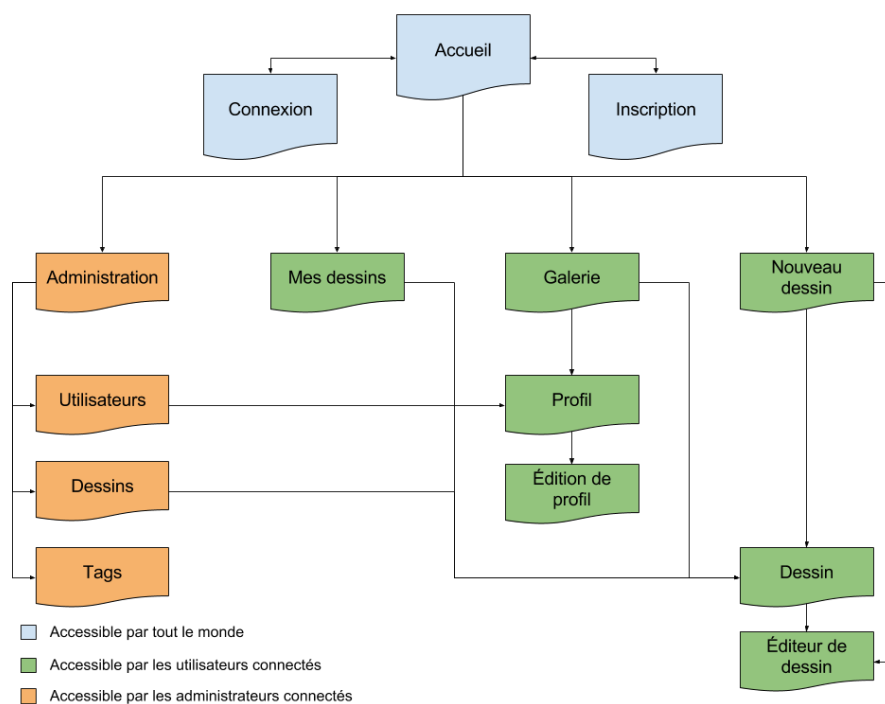 Accueil
Connexion
Inscription
Administration
Mes dessins
Galerie
Nouveau
dessin
Utilisateurs
Profil
Dessins
Édition de
profil
Tags
Dessin
Éditeur de
dessin
Accessible par tout le monde
Accessible par les utilisateurs connectés
Accessible par les administrateurs connectés